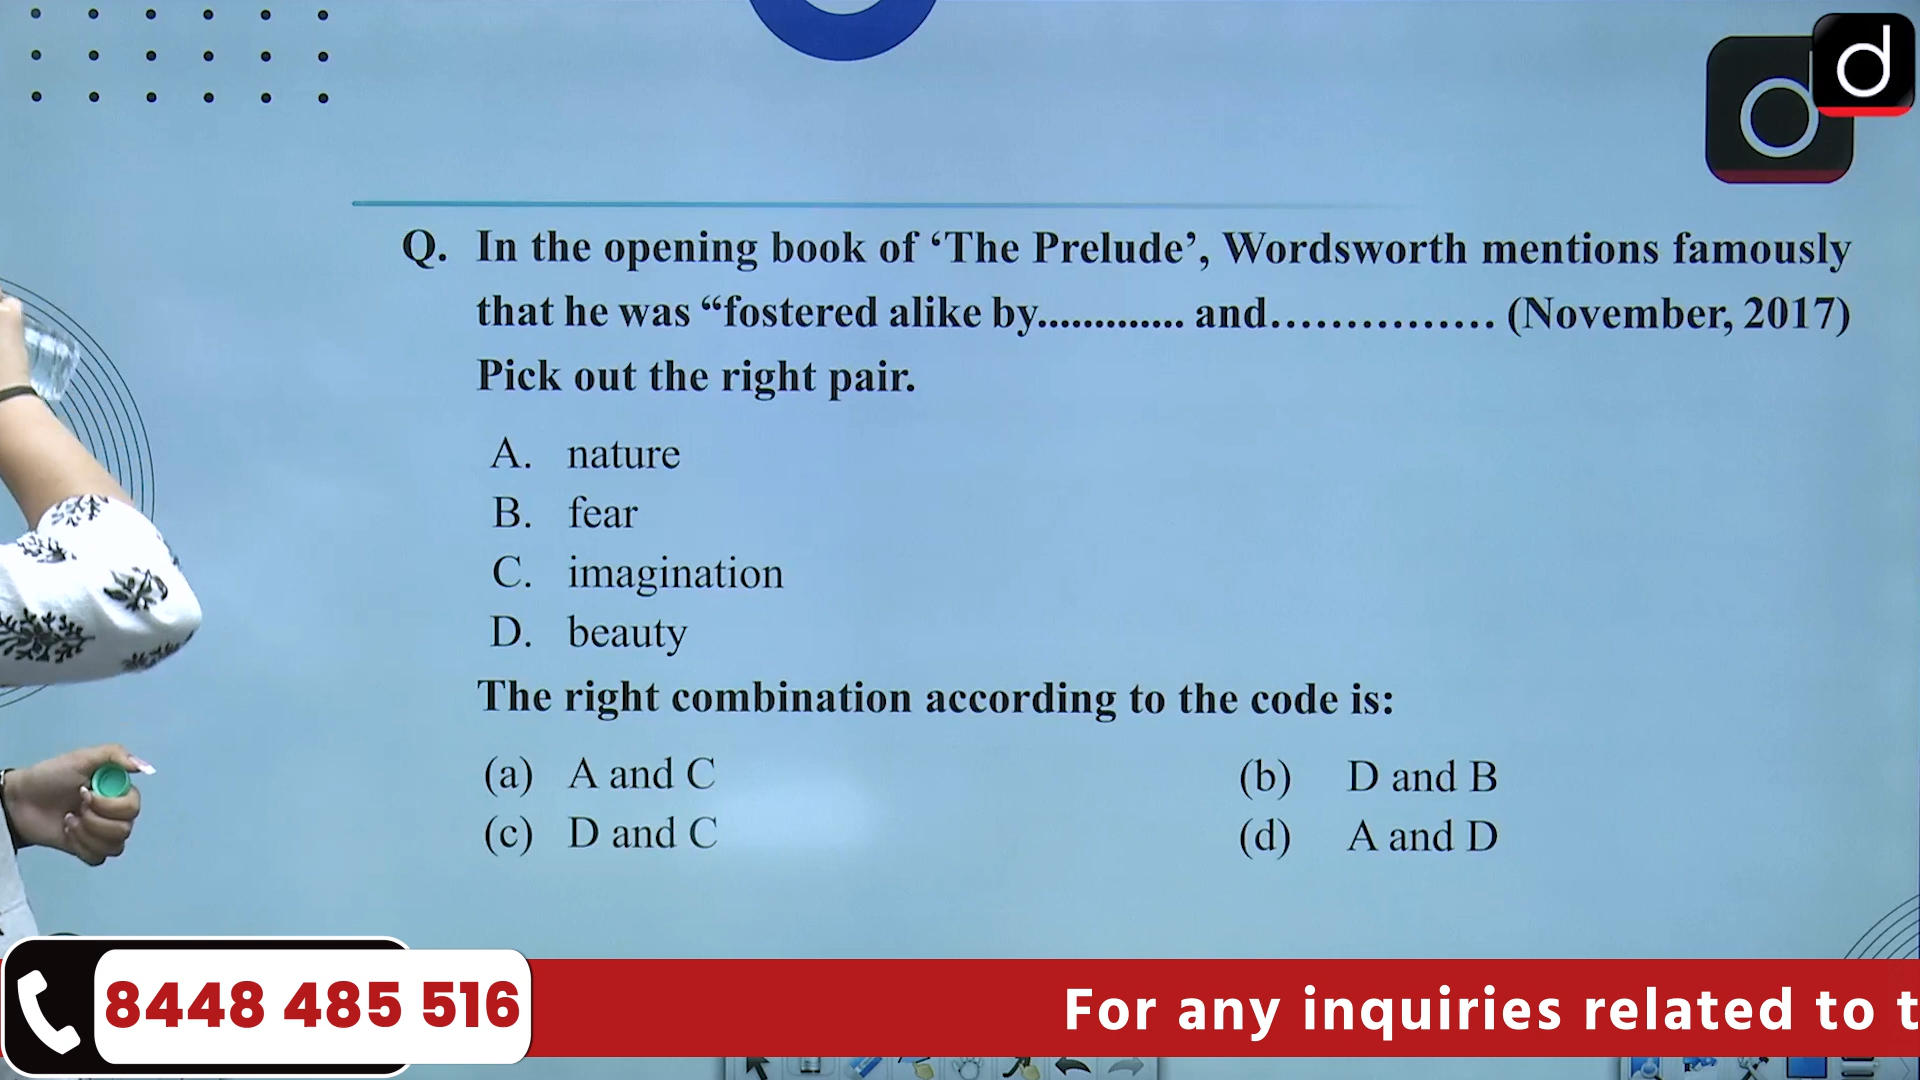 d
Q. In the opening book of ‘The Prelude’, Wordsworth mentions famously
that he was “fostered alike by............. and............... (November, 2017)
Pick out the right pair.
A. nature
B. fear
C. imagination
D. beauty
The right combination according to the code is:
(a) A and C (b) D and B
(c) D and C (d) A and D
8448 485 516
For any inquiries related to t